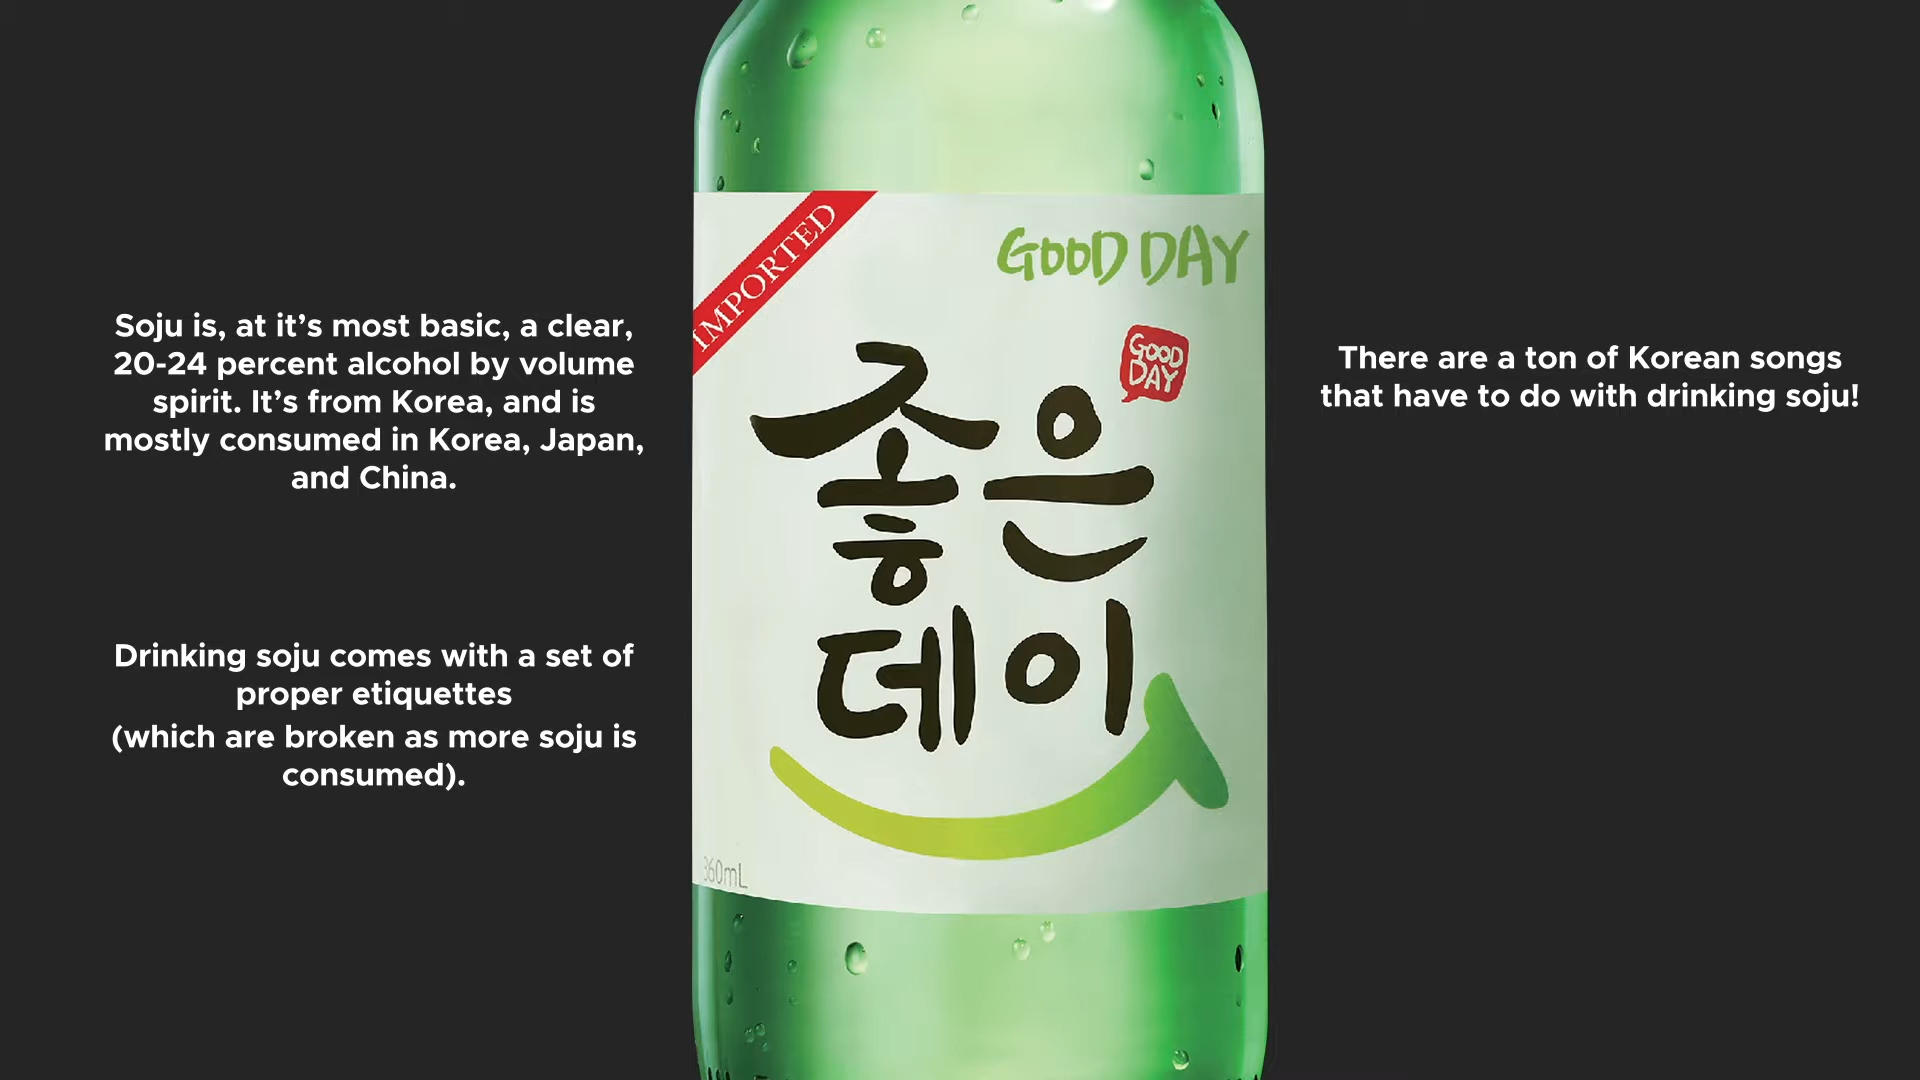 Soju is, at it’s most basic, a clear,
20-24 percent alcohol by volume
spirit. It’s from Korea, and is
mostly consumed in Korea, Japan,
and China.
Drinking soju comes with a set of
proper etiquettes
(which are broken as more soju is
consumed).
IMPORTED
GOOD DAY
GOOD
DAY
좋은
데이
360mL
There are a ton of Korean songs
that have to do with drinking soju!